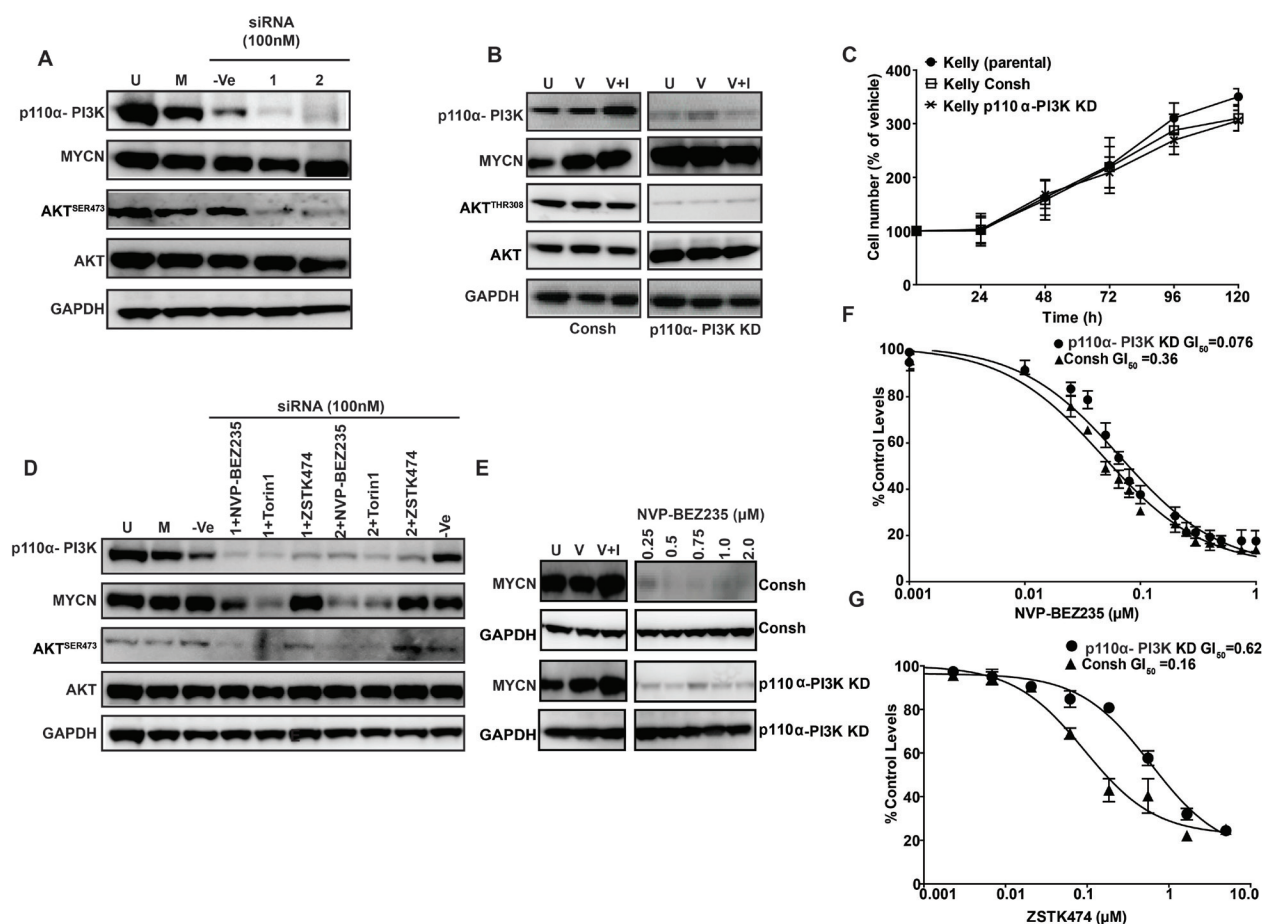 A
siRNA
(100nM)
U M -Ve 1 2
p110α- PI3K
MYCN
AKTSER473
AKT
GAPDH
B
U V V+I U V V+I
p110α- PI3K
MYCN
AKTTHR308
AKT
GAPDH
Consh p110α- PI3K KD
C
Kelly (parental)
Kelly Consh
Kelly p110 α-PI3K KD
Cell number (% of vehicle)
400
300
200
100
0
24 48 72 96 120
Time (h)
D
siRNA (100nM)
U M -Ve 1+NVP-BEZ235 1+Torin1 1+ZSTK474 2+NVP-BEZ235 2+Torin1 2+ZSTK474 -Ve
p110α- PI3K
MYCN
AKTSER473
AKT
GAPDH
E
NVP-BEZ235 (µM)
U V V+I 0.25 0.5 0.75 1.0 2.0
MYCN Consh
GAPDH Consh
MYCN p110 α-PI3K KD
GAPDH p110α-PI3K KD
F
p110α- PI3K KD GI50=0.076
Consh GI50 =0.36
% Control Levels
100
80
60
40
20
0
0.001 0.01 0.1 1
NVP-BEZ235 (µM)
G
p110α- PI3K KD GI50=0.62
Consh GI50 =0.16
% Control Levels
100
80
60
40
20
0
0.001 0.01 0.1 1 10.0
ZSTK474 (µM)